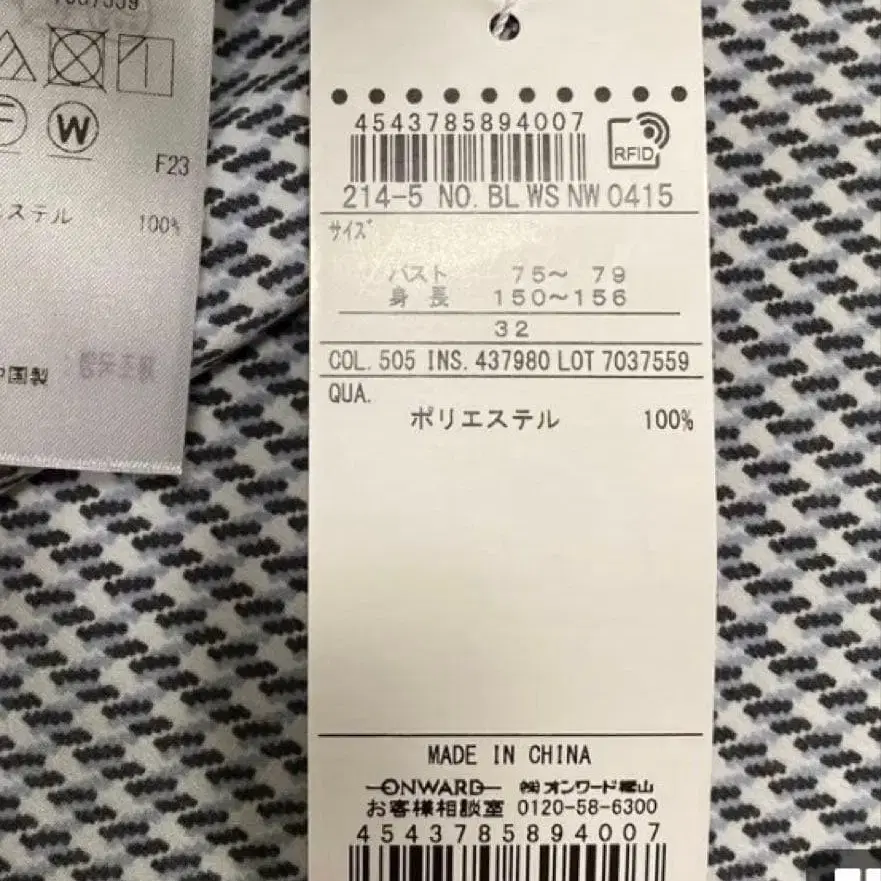 7037559
W
F23
エステル 100%
中国製
4543785894007
RFID
214-5 NO. BL WS NW 0415
サイズ
バスト 75〜 79
身長 150〜156
32
COL. 505 INS. 437980 LOT 7037559
QUA.
ポリエステル 100%
MADE IN CHINA
ONWARD ㈱オンワード樫山
お客様相談室 0120-58-6300
4543785894007